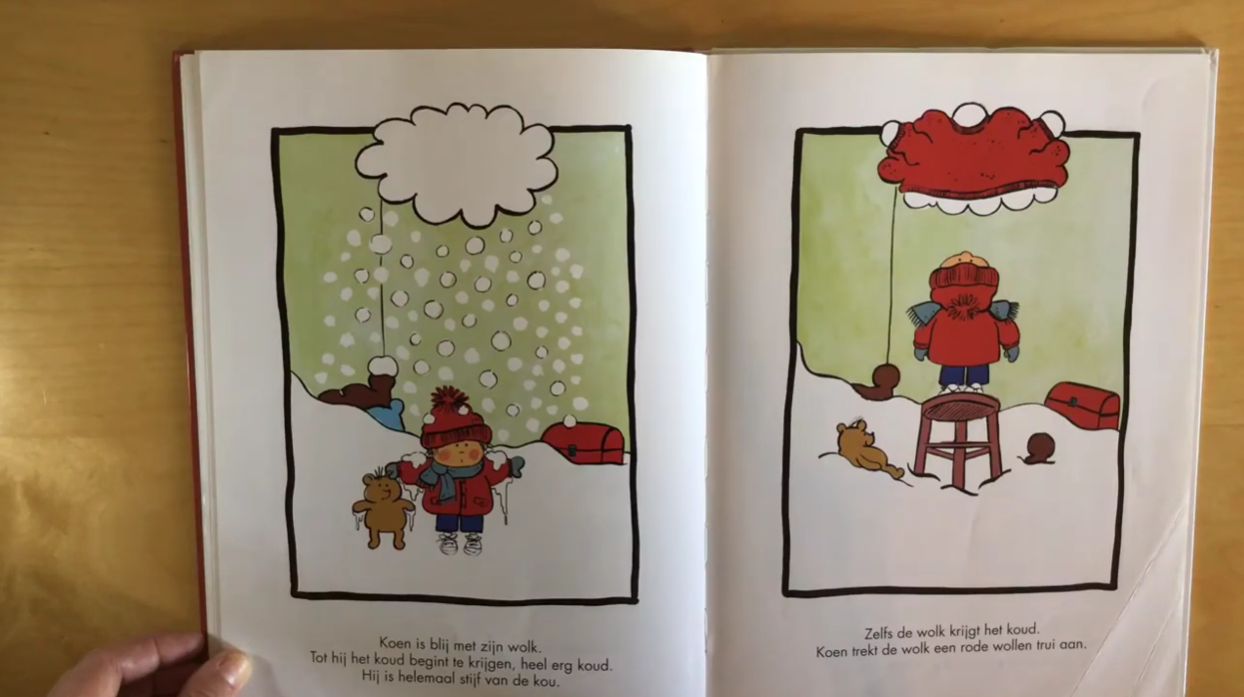 Koen is blij met zijn wolk.
Tot hij het koud begint te krijgen, heel erg koud.
Hij is helemaal stijf van de kou.
Zelfs de wolk krijgt het koud.
Koen trekt de wolk een rode wollen trui aan.